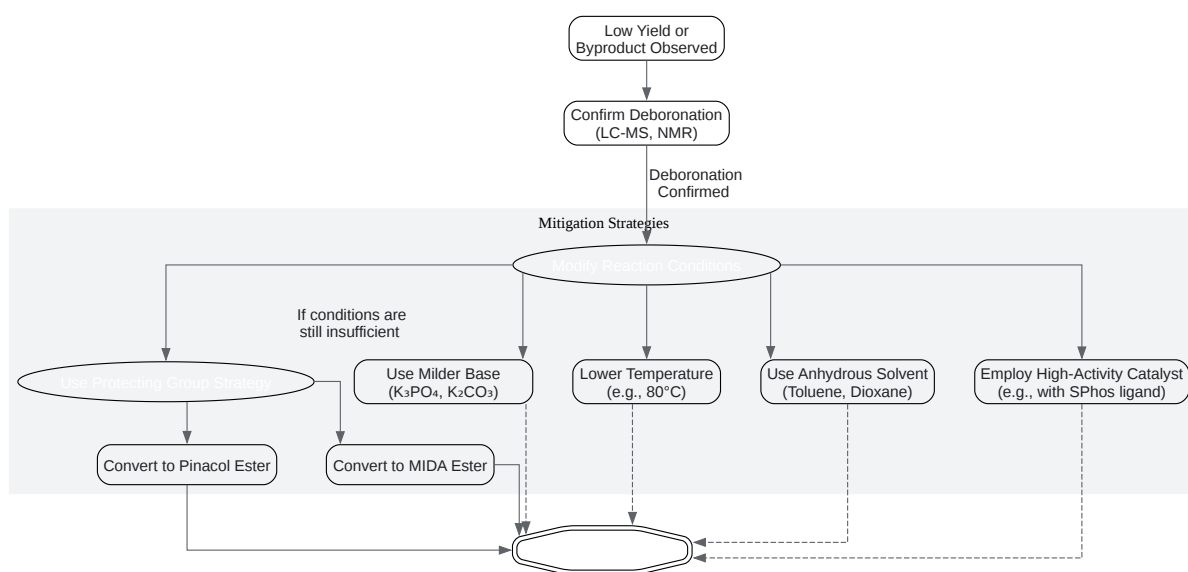 Low Yield or
Byproduct Observed
Confirm Deboronation
(LC-MS, NMR)
Deboronation
Confirmed
Mitigation Strategies
Modify Reaction Conditions
If conditions are
still insufficient
Use Protecting Group Strategy
Use Milder Base
(K₃PO₄, K₂CO₃)
Lower Temperature
(e.g., 80°C)
Use Anhydrous Solvent
(Toluene, Dioxane)
Employ High-Activity Catalyst
(e.g., with SPhos ligand)
Convert to Pinacol Ester
Convert to MIDA Ester